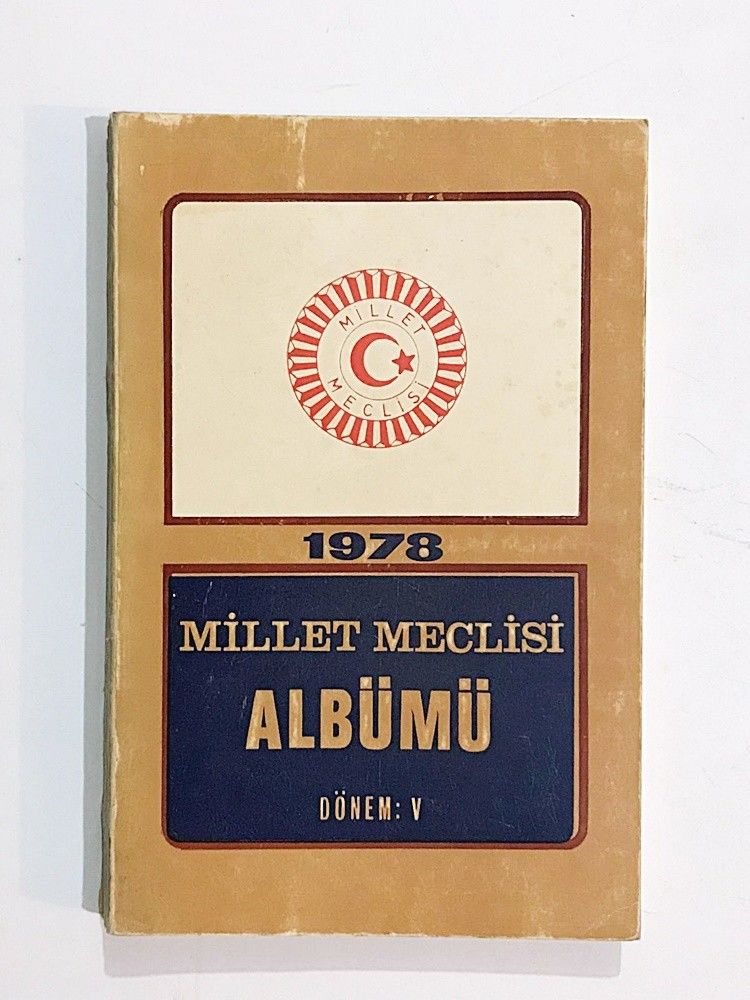 MİLLET
MECLİSİ
1978
MİLLET MECLİSİ
ALBÜMÜ
DÖNEM: V